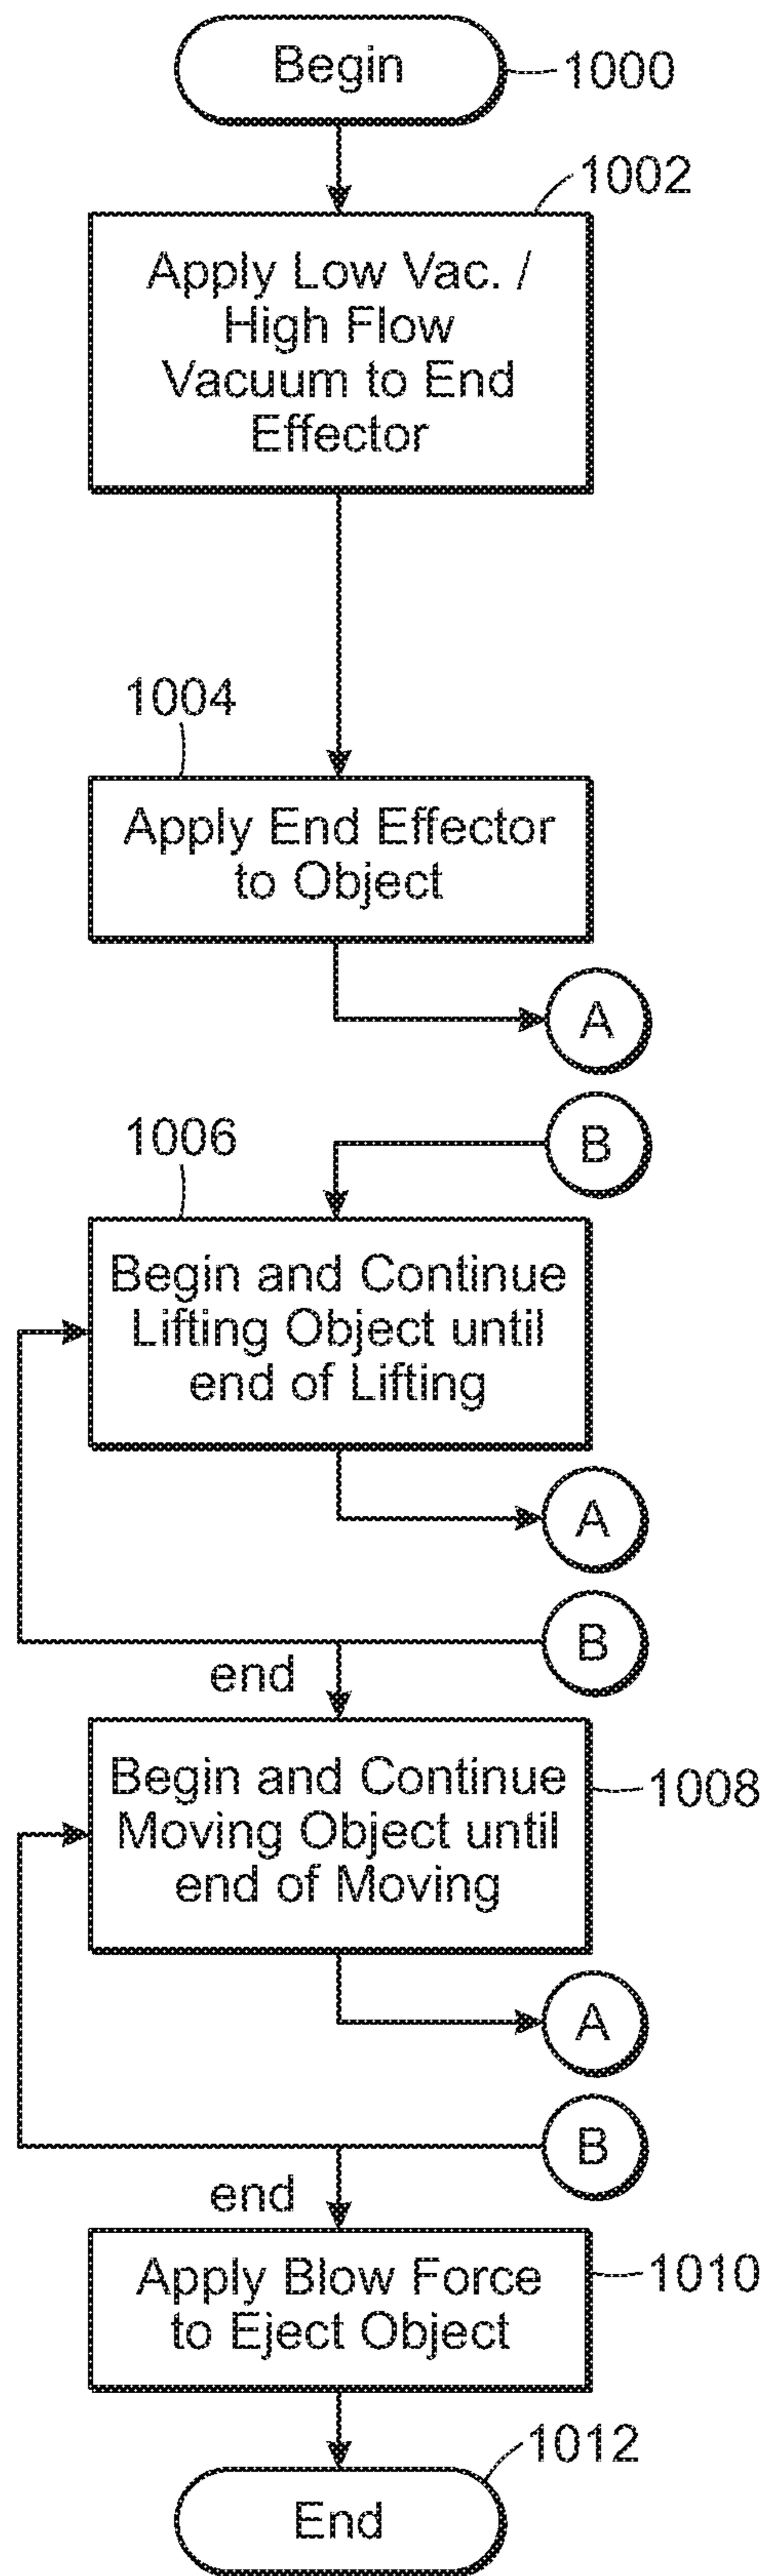 Begin
1000
1002
Apply Low Vac. /
High Flow
Vacuum to End
Effector
1004
Apply End Effector
to Object
A
B
1006
Begin and Continue
Lifting Object until
end of Lifting
A
B
end
Begin and Continue
Moving Object until
end of Moving
1008
A
B
end
Apply Blow Force
to Eject Object
1010
1012
End